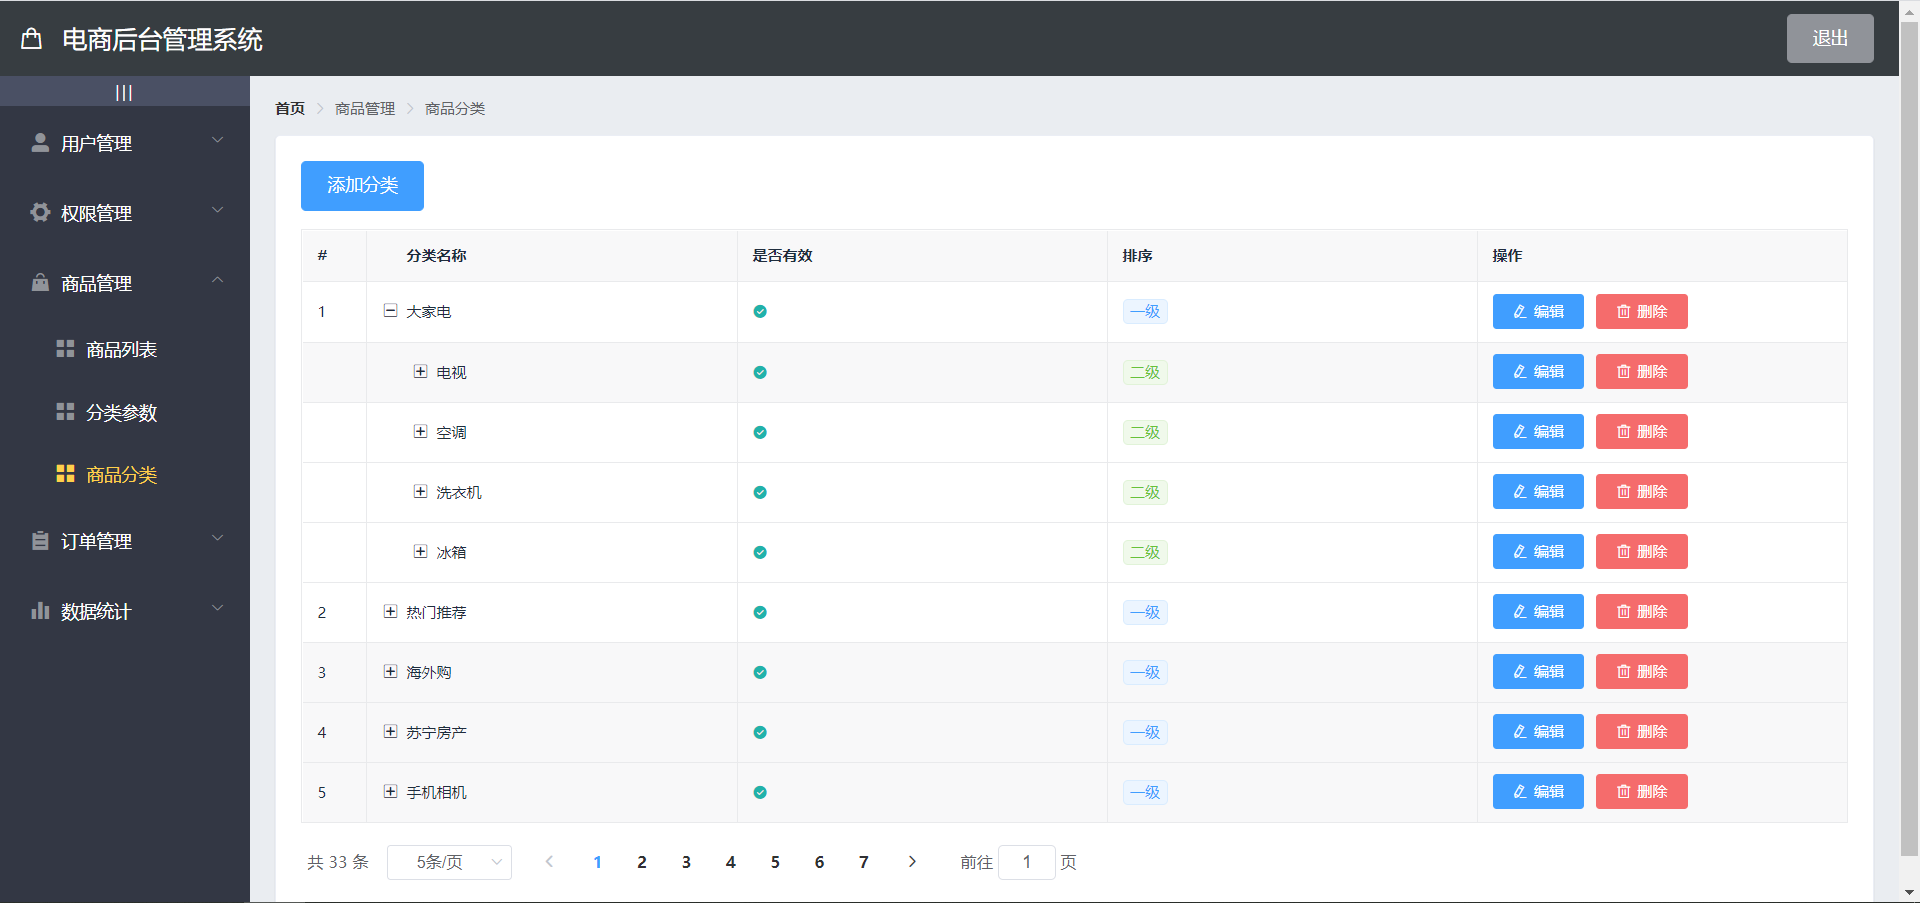 电商后台管理系统
退出
|||
用户管理
权限管理
商品管理
商品列表
分类参数
商品分类
订单管理
数据统计
首页 > 商品管理 > 商品分类
添加分类
# 分类名称 是否有效 排序 操作
1 大家电 一级 编辑 删除
电视 二级 编辑 删除
空调 二级 编辑 删除
洗衣机 二级 编辑 删除
冰箱 二级 编辑 删除
2 热门推荐 一级 编辑 删除
3 海外购 一级 编辑 删除
4 苏宁房产 一级 编辑 删除
5 手机相机 一级 编辑 删除
共 33 条 5条/页 < 1 2 3 4 5 6 7 > 前往 1 页